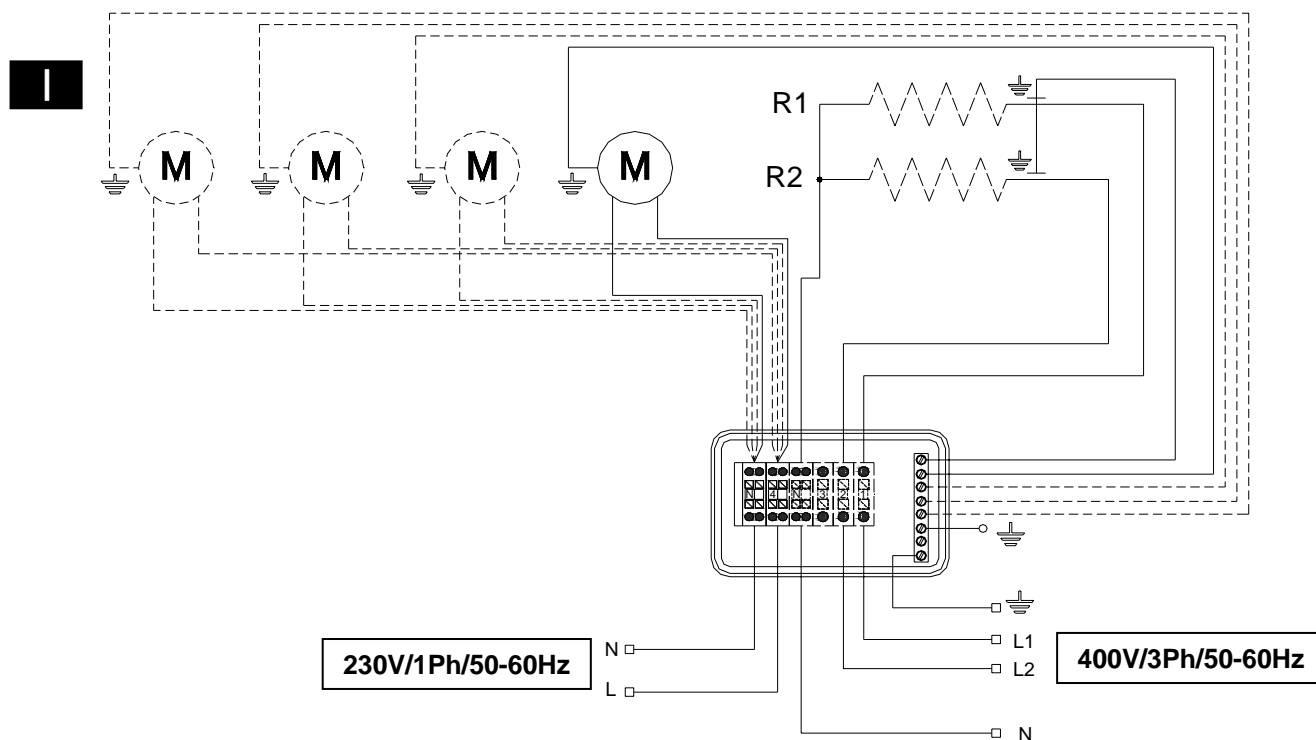 I
R1
M M M M
R2
N 4 N 3 2 1
N
230V/1Ph/50-60Hz
L
L1
400V/3Ph/50-60Hz
L2
N